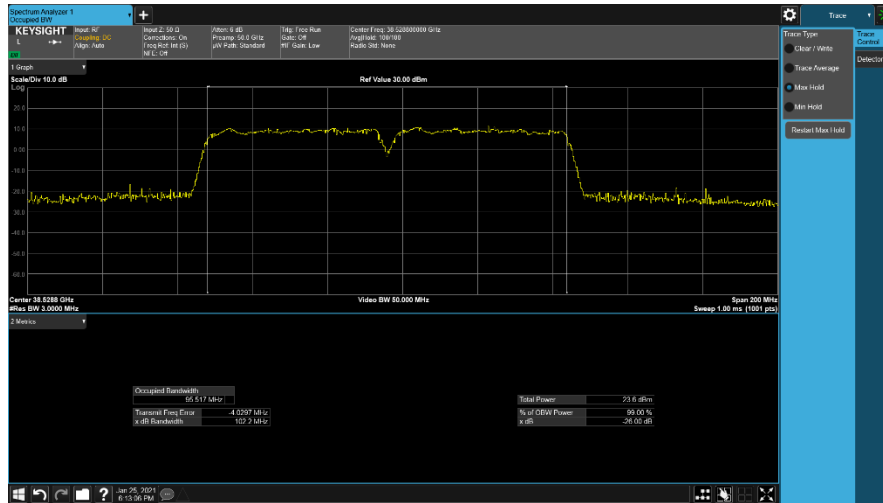 Spectrum Analyzer 1
Occupied BW
Trace
KEYSIGHT
Input: RF
Coupling: DC
Align: Auto
Input Z: 50 Ω
Corrections: On
Freq Ref: Int (S)
NFE: Off
Atten: 6 dB
Preamp: 50.0 GHz
µW Path: Standard
Trig: Free Run
Gate: Off
#IF Gain: Low
Center Freq: 38.528800000 GHz
Avg|Hold: 100/100
Radio Std: None
L
1 Graph
Scale/Div 10.0 dB
Ref Value 30.00 dBm
Log
20.0
10.0
0.00
-10.0
-20.0
-30.0
-40.0
-50.0
-60.0
Center 38.5288 GHz
#Res BW 3.0000 MHz
Video BW 50.000 MHz
Span 200 MHz
Sweep 1.00 ms (1001 pts)
2 Metrics
Occupied Bandwidth
95.517 MHz
Transmit Freq Error -4.0297 MHz
x dB Bandwidth 102.2 MHz
Total Power 23.6 dBm
% of OBW Power 99.00 %
x dB -26.00 dB
Trace Type
Clear / Write
Trace Average
Max Hold
Min Hold
Restart Max Hold
Trace
Control
Detector
Jan 25, 2021
6:13:06 PM